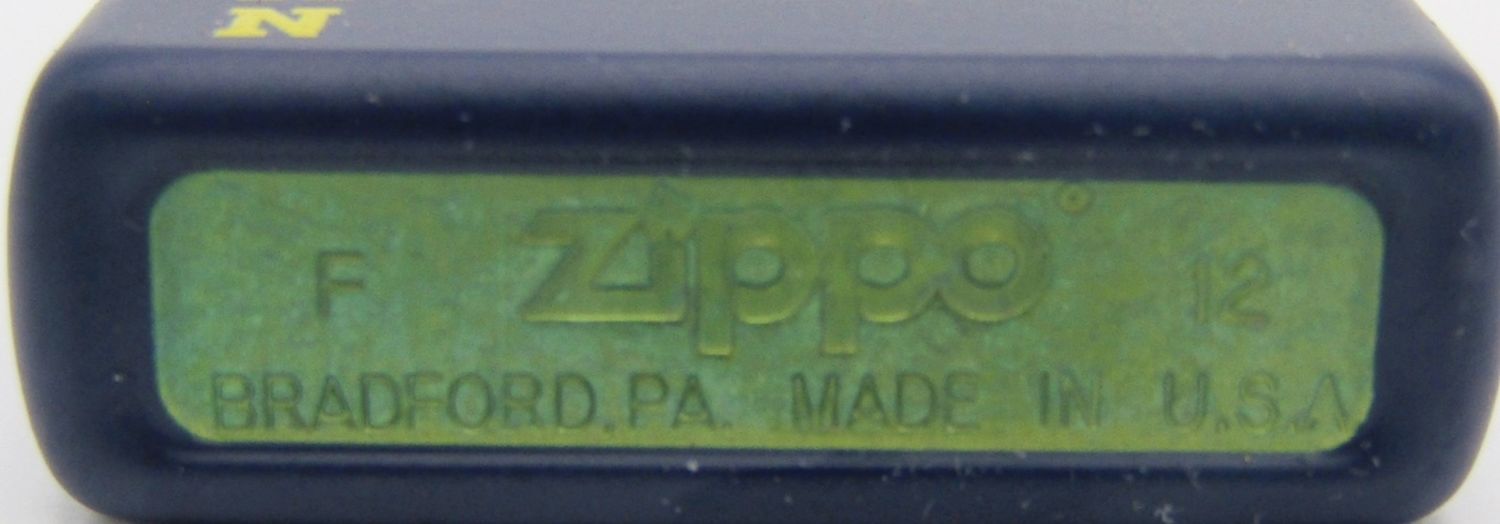 N
F Zippo® 12
BRADFORD.PA. MADE IN U.S.A